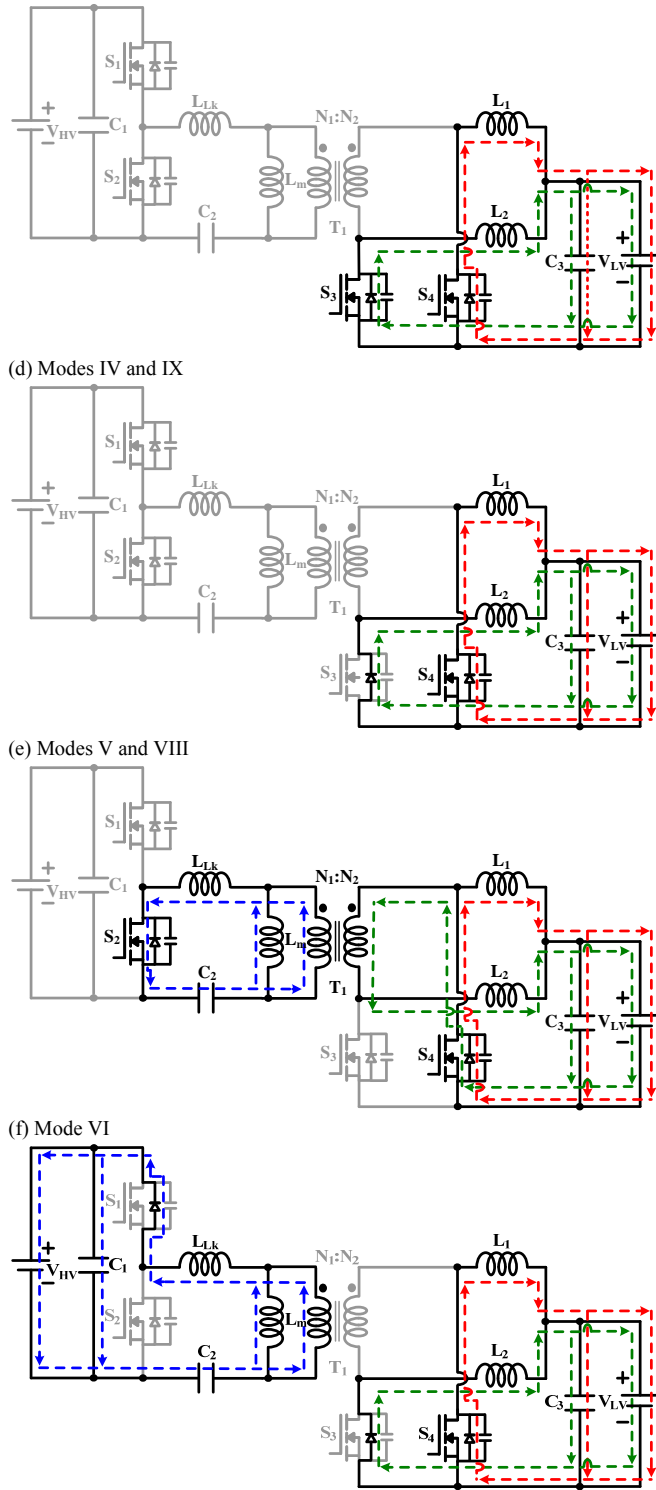 S1
LLk
L1
N1:N2
+
VHV
C1
−
S2
Lm
L2
C2
T1
+
C3
VLV
−
S3
S4
(d) Modes IV and IX
S1
LLk
L1
N1:N2
+
VHV
C1
−
S2
Lm
L2
C2
T1
+
C3
VLV
−
S3
S4
(e) Modes V and VIII
S1
LLk
L1
N1:N2
+
VHV
C1
−
S2
Lm
L2
C2
T1
+
C3
VLV
−
S3
S4
(f) Mode VI
S1
LLk
L1
N1:N2
+
VHV
C1
−
S2
Lm
L2
C2
T1
+
C3
VLV
−
S3
S4